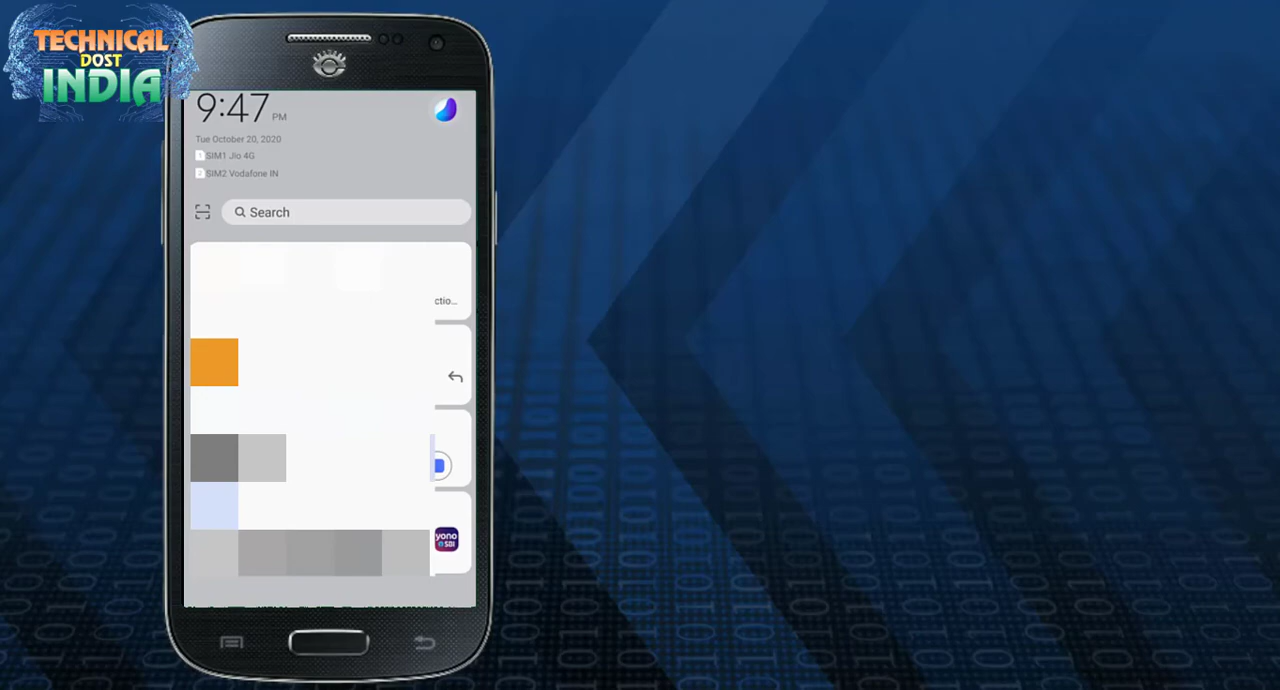 TECHNICAL
DOST
INDIA
9:47 PM
Tue October 20, 2020
1 SIM1 Jio 4G
2 SIM2 Vodafone IN
Search
ctio...
yono
SBI